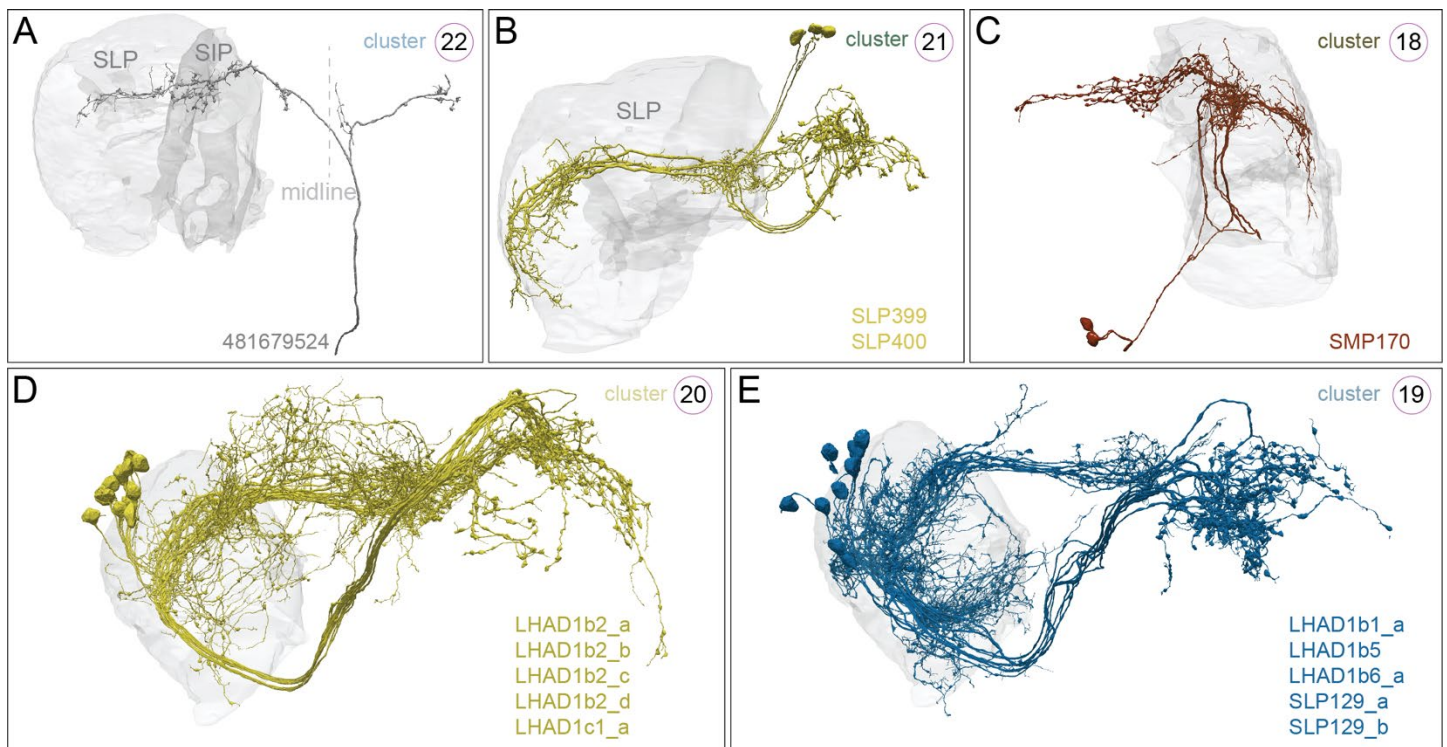 A
SLP
SIP
cluster 22
midline
481679524
B
cluster 21
SLP
SLP399
SLP400
C
cluster 18
SMP170
D
cluster 20
LHAD1b2_a
LHAD1b2_b
LHAD1b2_c
LHAD1b2_d
LHAD1c1_a
E
cluster 19
LHAD1b1_a
LHAD1b5
LHAD1b6_a
SLP129_a
SLP129_b